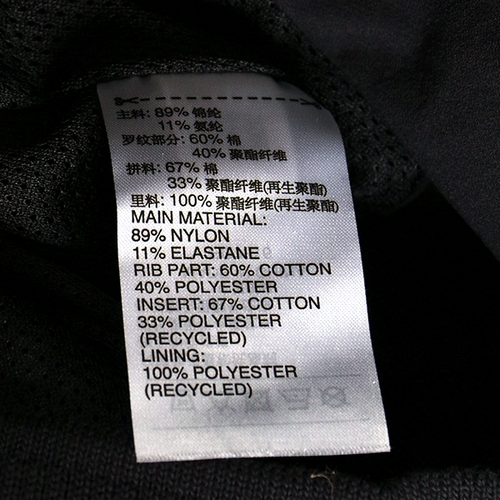 主料: 89% 锦纶
11% 氨纶
罗纹部分: 60% 棉
40% 聚酯纤维
拼料: 67% 棉
33% 聚酯纤维(再生聚酯)
里料: 100% 聚酯纤维(再生聚酯)
MAIN MATERIAL:
89% NYLON
11% ELASTANE
RIB PART: 60% COTTON
40% POLYESTER
INSERT: 67% COTTON
33% POLYESTER
(RECYCLED)
LINING:
100% POLYESTER
(RECYCLED)